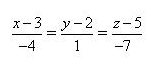 x-3/-4 = y-2/1 = z-5/-7